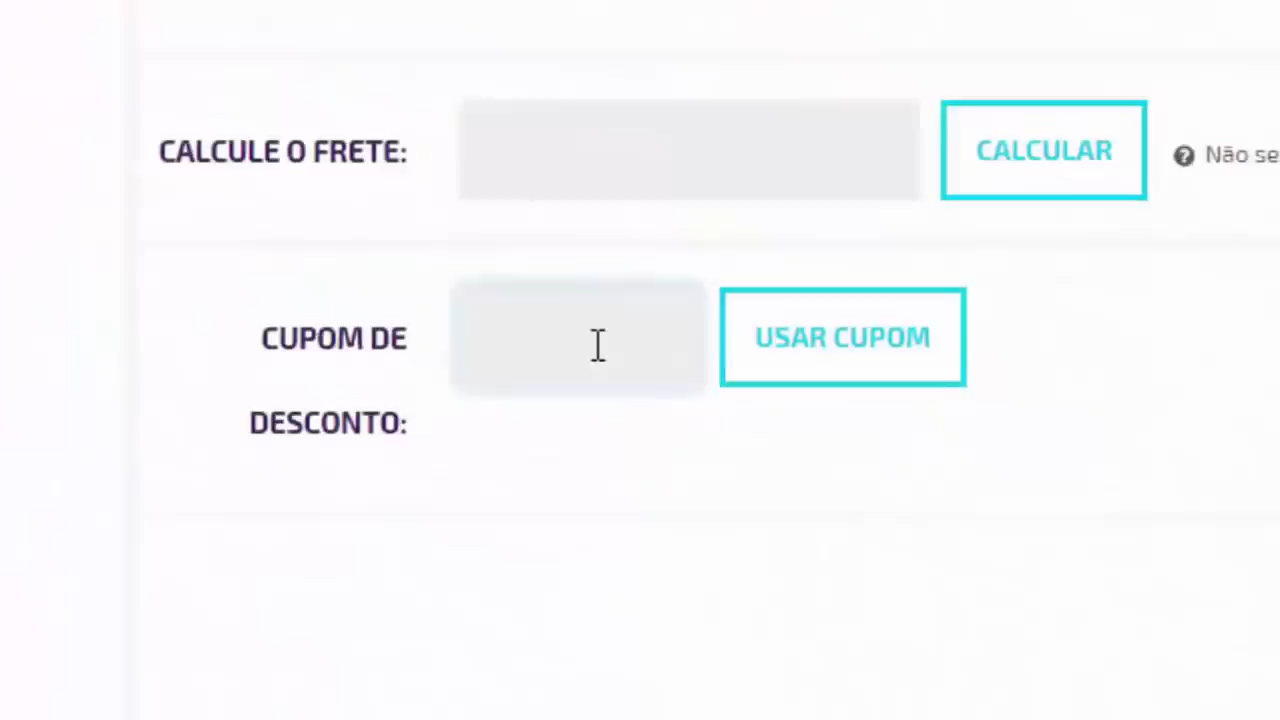 CALCULE O FRETE: CALCULAR Não se
CUPOM DE USAR CUPOM
DESCONTO: